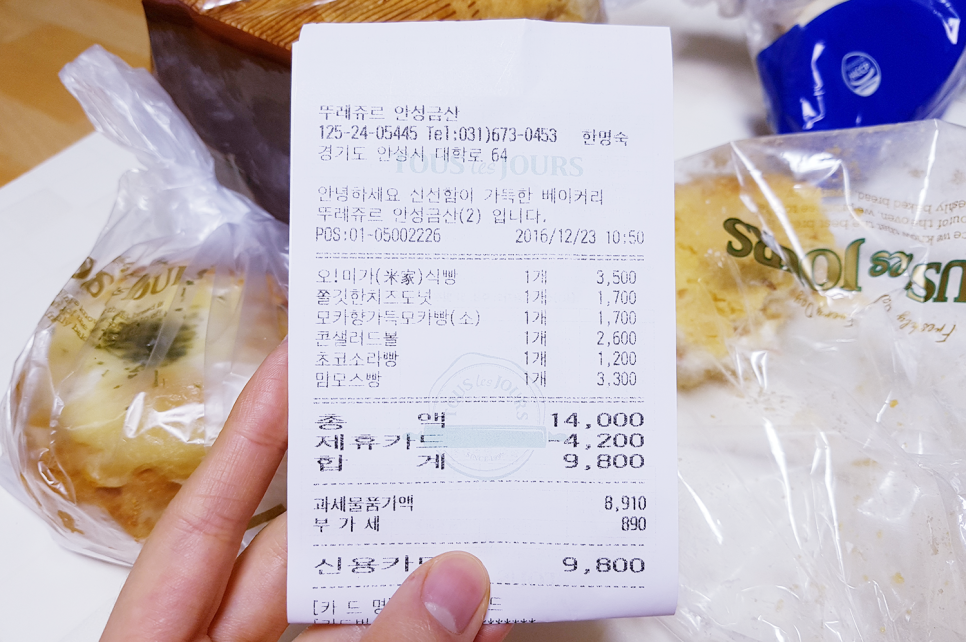 뚜레쥬르 안성금산
125-24-05445 Tel:031)673-0453 한명숙
경기도 안성시 대학로 64
TOUS les JOURS
안녕하세요 신선함이 가득한 베이커리
뚜레쥬르 안성금산(2) 입니다.
POS:01-05002226 2016/12/23 10:50
오!미가(米家)식빵 1개 3,500
쫄깃한치즈도넛 1개 1,700
모카향가득모카빵(소) 1개 1,700
콘샐러드볼 1개 2,600
초코소라빵 1개 1,200
맘모스빵 1개 3,300
TOUS les JOURS
총 액 14,000
제휴카드 -4,200
합 계 9,800
과세물품가액 8,910
부 가 세 890
신용카드 9,800
[카 드 명] 드
us les Jours